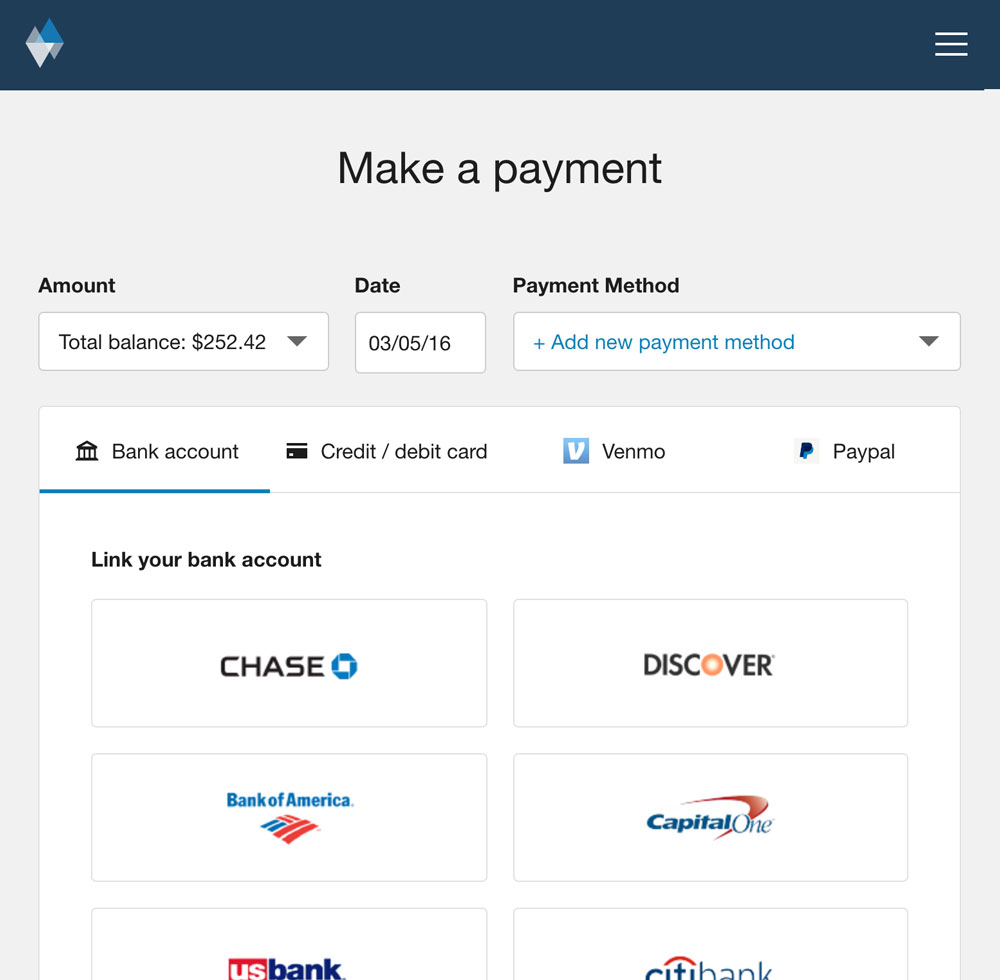 Make a payment
Amount Date Payment Method
Total balance: $252.42 03/05/16 + Add new payment method
Bank account Credit / debit card Venmo Paypal
Link your bank account
CHASE DISCOVER
Bank of America. Capital One
usbank. citibank